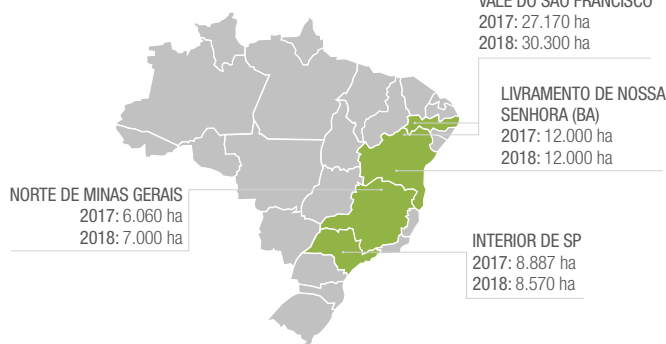 VALE DO SÃO FRANCISCO
2017: 27.170 ha
2018: 30.300 ha
LIVRAMENTO DE NOSSA
SENHORA (BA)
2017: 12.000 ha
2018: 12.000 ha
NORTE DE MINAS GERAIS
2017: 6.060 ha
2018: 7.000 ha
INTERIOR DE SP
2017: 8.887 ha
2018: 8.570 ha